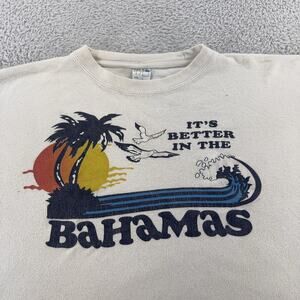 IT'S
BETTER
IN THE
BAHAMAS